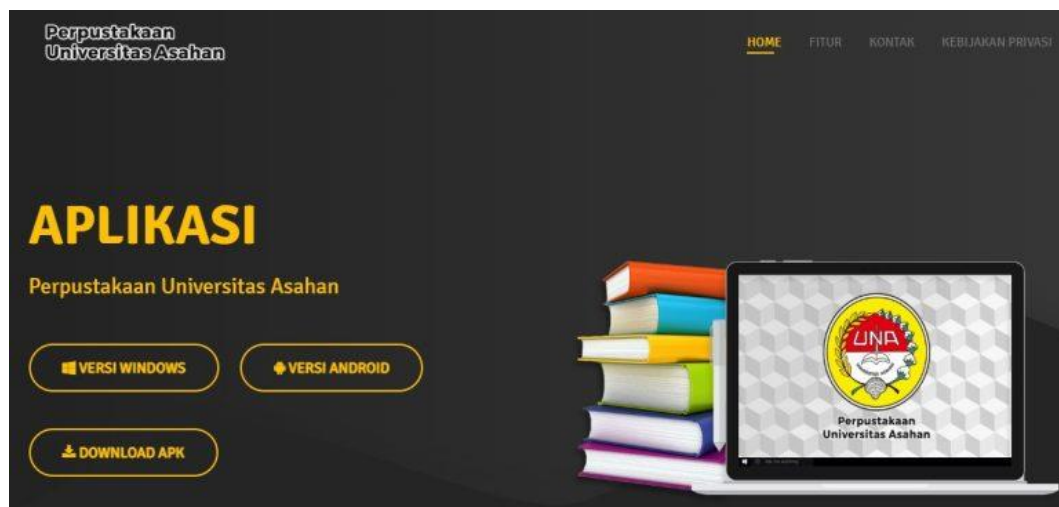 Perpustakaan
Universitas Asahan
HOME FITUR KONTAK KEBIJAKAN PRIVASI
APLIKASI
Perpustakaan Universitas Asahan
VERSI WINDOWS VERSI ANDROID
DOWNLOAD APK
UNA
Perpustakaan
Universitas Asahan